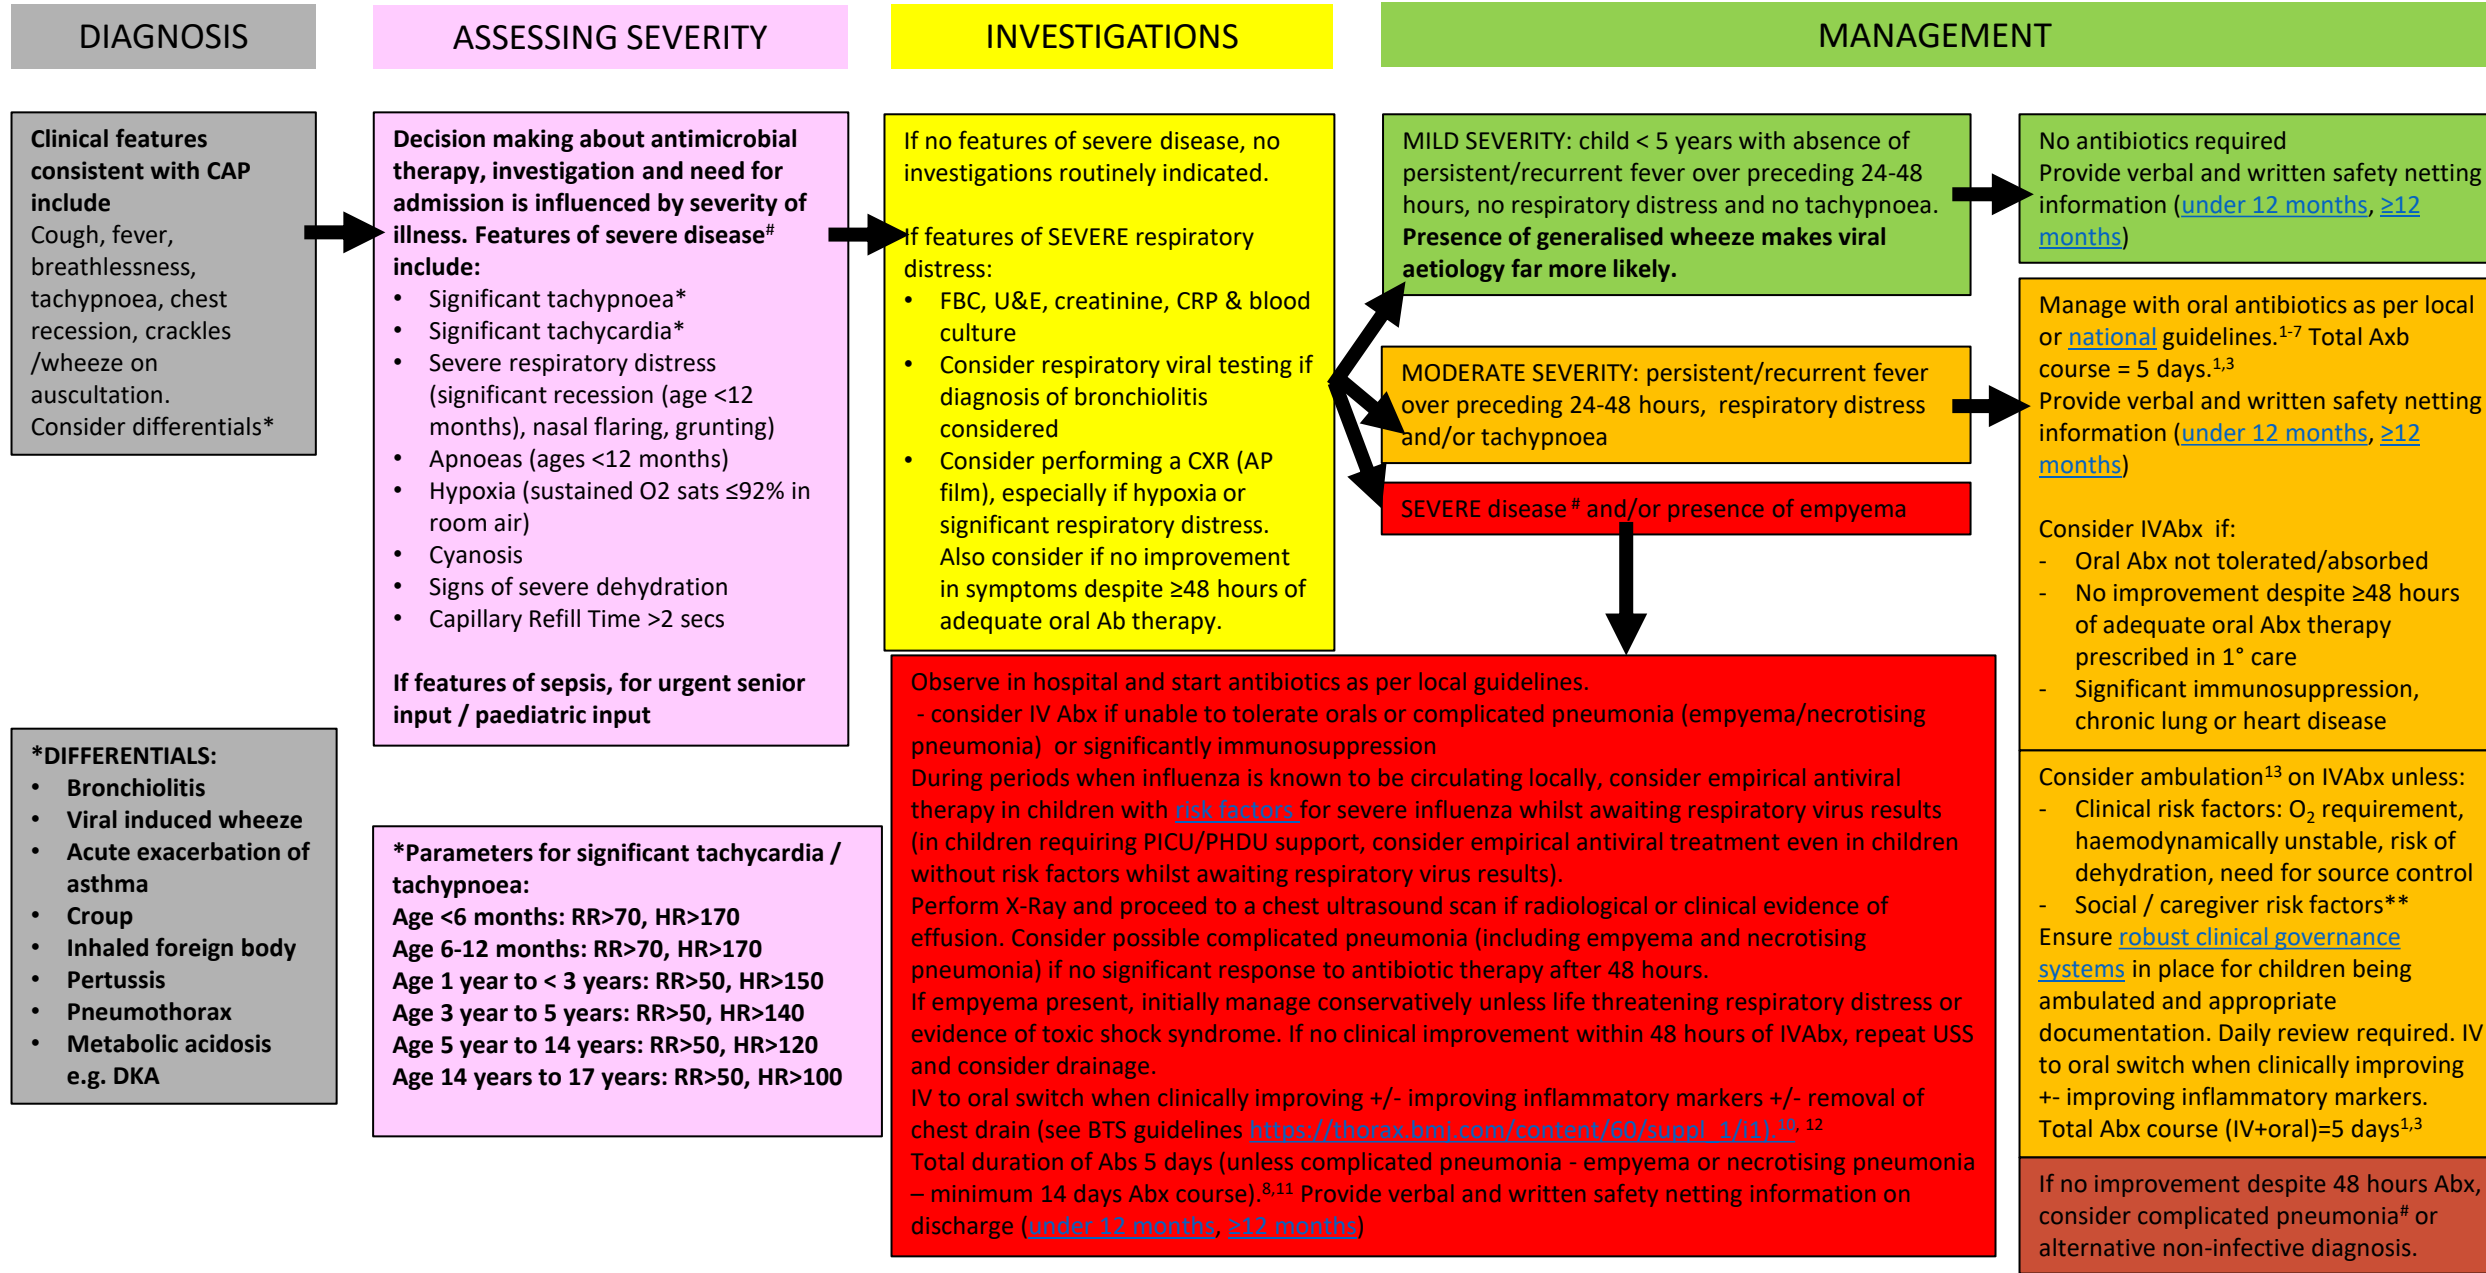 DIAGNOSIS
ASSESSING SEVERITY
INVESTIGATIONS
MANAGEMENT
Clinical features
consistent with CAP
include
Cough, fever,
breathlessness,
tachypnoea, chest
recession, crackles
/wheeze on
auscultation.
Consider differentials*
*DIFFERENTIALS:
• Bronchiolitis
• Viral induced wheeze
• Acute exacerbation of
asthma
• Croup
• Inhaled foreign body
• Pertussis
• Pneumothorax
• Metabolic acidosis
e.g. DKA
Decision making about antimicrobial
therapy, investigation and need for
admission is influenced by severity of
illness. Features of severe disease#
include:
• Significant tachypnoea*
• Significant tachycardia*
• Severe respiratory distress
(significant recession (age <12
months), nasal flaring, grunting)
• Apnoeas (ages <12 months)
• Hypoxia (sustained O2 sats ≤92% in
room air)
• Cyanosis
• Signs of severe dehydration
• Capillary Refill Time >2 secs
If features of sepsis, for urgent senior
input / paediatric input
*Parameters for significant tachycardia /
tachypnoea:
Age <6 months: RR>70, HR>170
Age 6-12 months: RR>70, HR>170
Age 1 year to < 3 years: RR>50, HR>150
Age 3 year to 5 years: RR>50, HR>140
Age 5 year to 14 years: RR>50, HR>120
Age 14 years to 17 years: RR>50, HR>100
If no features of severe disease, no
investigations routinely indicated.
If features of SEVERE respiratory
distress:
• FBC, U&E, creatinine, CRP & blood
culture
• Consider respiratory viral testing if
diagnosis of bronchiolitis
considered
• Consider performing a CXR (AP
film), especially if hypoxia or
significant respiratory distress.
Also consider if no improvement
in symptoms despite ≥48 hours of
adequate oral Ab therapy.
MILD SEVERITY: child < 5 years with absence of
persistent/recurrent fever over preceding 24-48
hours, no respiratory distress and no tachypnoea.
Presence of generalised wheeze makes viral
aetiology far more likely.
MODERATE SEVERITY: persistent/recurrent fever
over preceding 24-48 hours, respiratory distress
and/or tachypnoea
SEVERE disease # and/or presence of empyema
Observe in hospital and start antibiotics as per local guidelines.
- consider IV Abx if unable to tolerate orals or complicated pneumonia (empyema/necrotising
pneumonia) or significantly immunosuppression
During periods when influenza is known to be circulating locally, consider empirical antiviral
therapy in children with risk factors for severe influenza whilst awaiting respiratory virus results
(in children requiring PICU/PHDU support, consider empirical antiviral treatment even in children
without risk factors whilst awaiting respiratory virus results).
Perform X-Ray and proceed to a chest ultrasound scan if radiological or clinical evidence of
effusion. Consider possible complicated pneumonia (including empyema and necrotising
pneumonia) if no significant response to antibiotic therapy after 48 hours.
If empyema present, initially manage conservatively unless life threatening respiratory distress or
evidence of toxic shock syndrome. If no clinical improvement within 48 hours of IVAbx, repeat USS
and consider drainage.
IV to oral switch when clinically improving +/- improving inflammatory markers +/- removal of
chest drain (see BTS guidelines https://thorax.bmj.com/content/60/suppl_1/i1).10, 12
Total duration of Abs 5 days (unless complicated pneumonia - empyema or necrotising pneumonia
– minimum 14 days Abx course).8,11 Provide verbal and written safety netting information on
discharge (under 12 months, ≥12 months)
No antibiotics required
Provide verbal and written safety netting
information (under 12 months, ≥12
months)
Manage with oral antibiotics as per local
or national guidelines.1-7 Total Axb
course = 5 days.1,3
Provide verbal and written safety netting
information (under 12 months, ≥12
months)
Consider IVAbx if:
- Oral Abx not tolerated/absorbed
- No improvement despite ≥48 hours
of adequate oral Abx therapy
prescribed in 1° care
- Significant immunosuppression,
chronic lung or heart disease
Consider ambulation13 on IVAbx unless:
- Clinical risk factors: O2 requirement,
haemodynamically unstable, risk of
dehydration, need for source control
- Social / caregiver risk factors**
Ensure robust clinical governance
systems in place for children being
ambulated and appropriate
documentation. Daily review required. IV
to oral switch when clinically improving
+- improving inflammatory markers.
Total Abx course (IV+oral)=5 days1,3
If no improvement despite 48 hours Abx,
consider complicated pneumonia# or
alternative non-infective diagnosis.